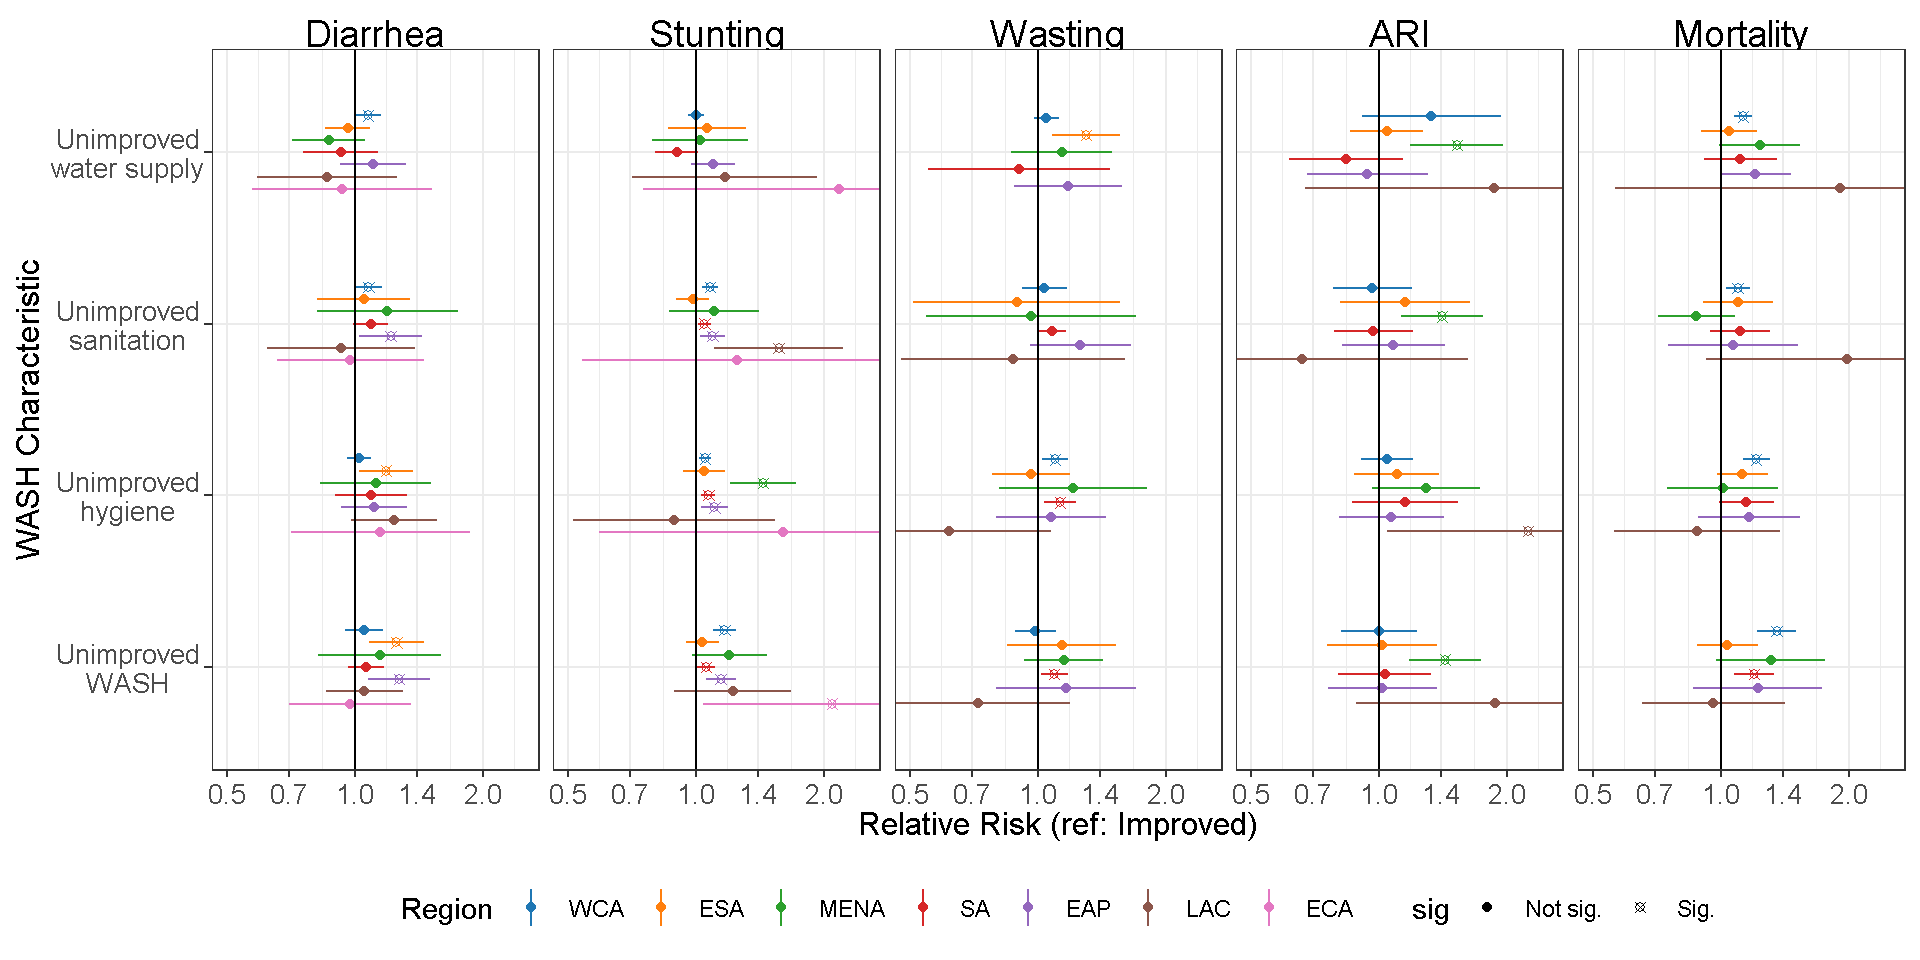 Diarrhea Stunting Wasting ARI Mortality
Unimproved
water supply
Unimproved
sanitation
Unimproved
hygiene
Unimproved
WASH
WASH Characteristic
0.5 0.7 1.0 1.4 2.0 0.5 0.7 1.0 1.4 2.0 0.5 0.7 1.0 1.4 2.0 0.5 0.7 1.0 1.4 2.0 0.5 0.7 1.0 1.4 2.0
Relative Risk (ref: Improved)
Region WCA ESA MENA SA EAP LAC ECA sig Not sig. Sig.